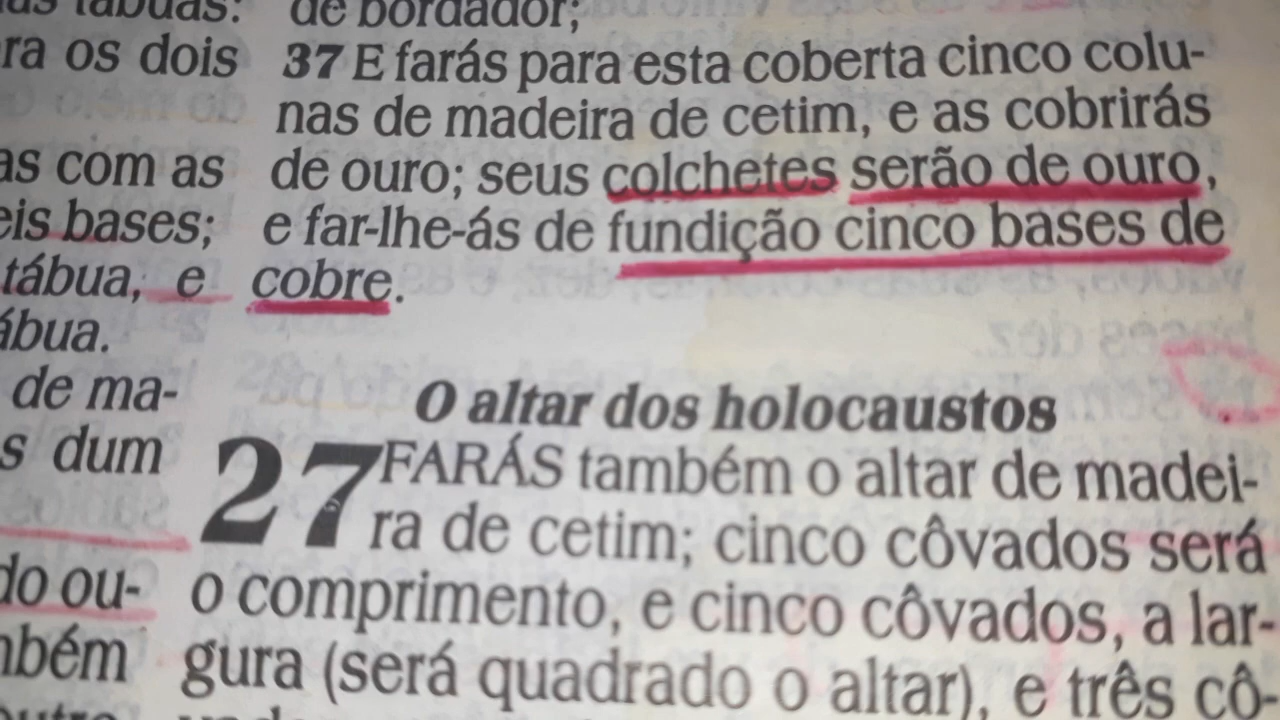 tábuas:
ra os dois
as com as
eis bases;
tábua, e
ábua.
de ma-
s dum
do ou-
mbém
de bordador;
37 E farás para esta coberta cinco colu-
nas de madeira de cetim, e as cobrirás
de ouro; seus colchetes serão de ouro,
e far-lhe-ás de fundição cinco bases de
cobre.
O altar dos holocaustos
27 FARÁS também o altar de madei-
ra de cetim; cinco côvados será
o comprimento, e cinco côvados, a lar-
gura (será quadrado o altar), e três cô-